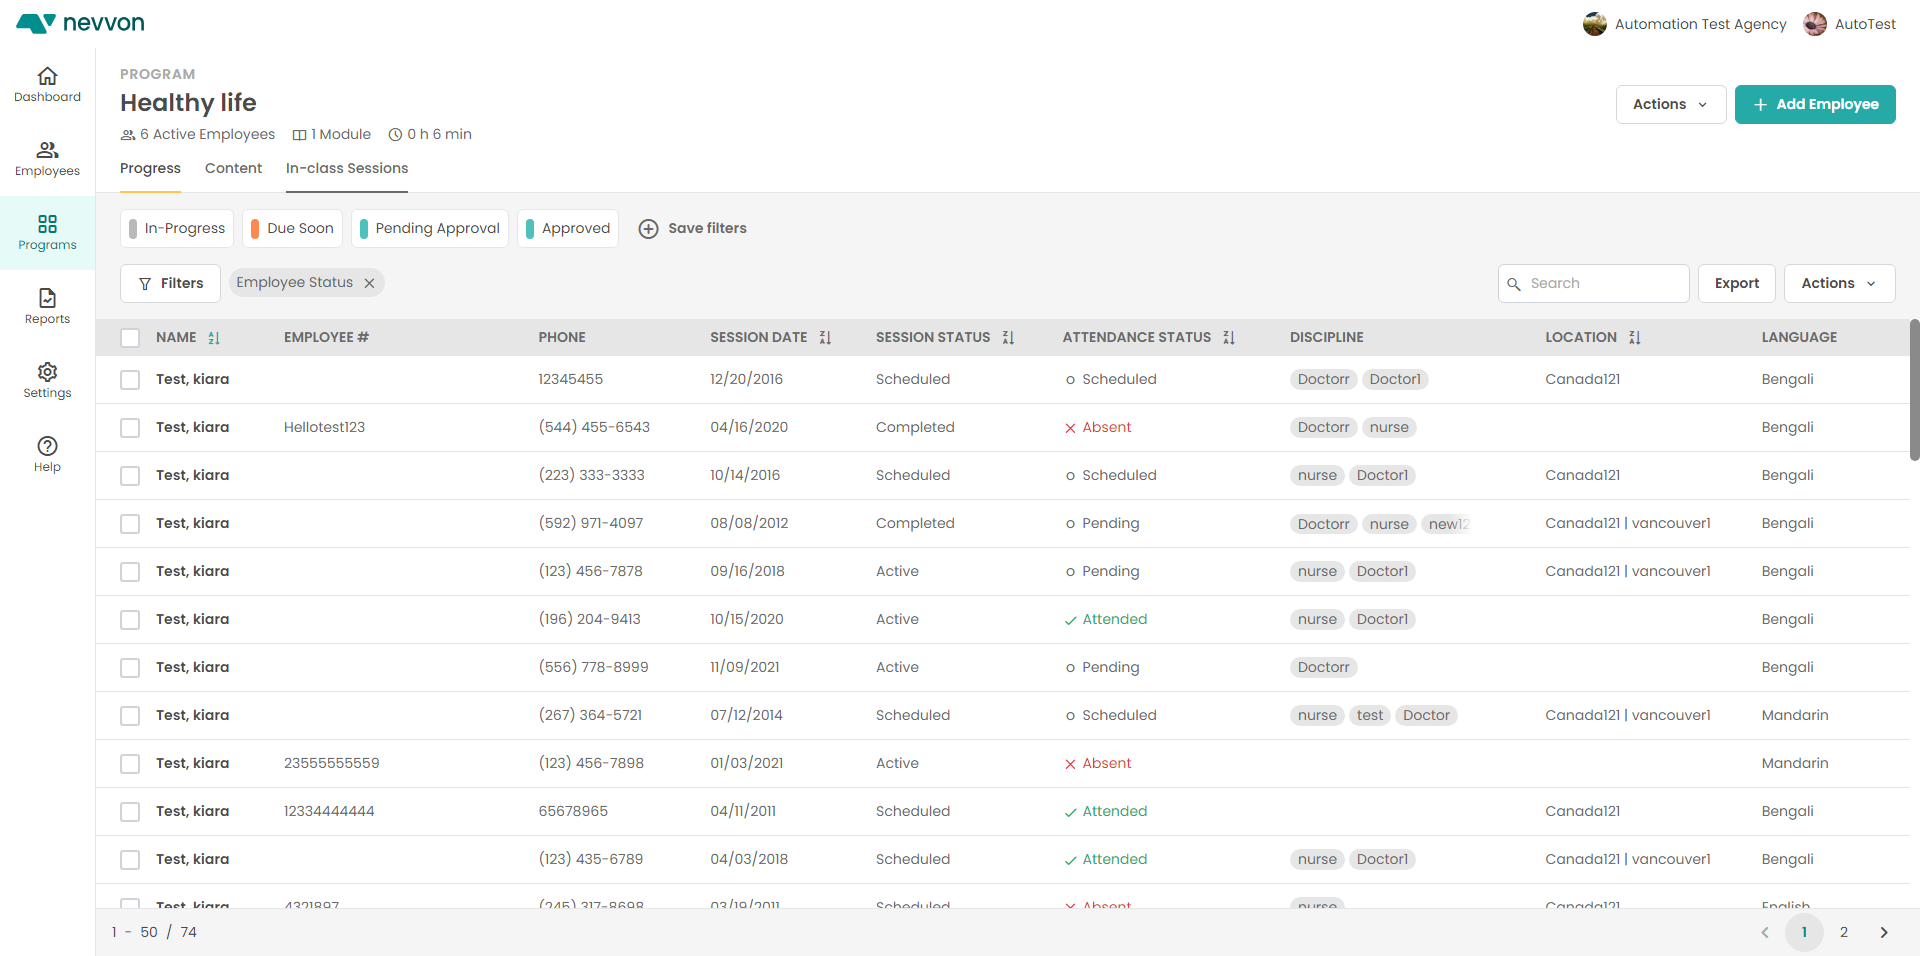 nevvon
Automation Test Agency
AutoTest
Dashboard
Employees
Programs
Reports
Settings
Help
PROGRAM
Healthy life
6 Active Employees 1 Module 0 h 6 min
Actions
Add Employee
Progress Content In-class Sessions
In-Progress Due Soon Pending Approval Approved Save filters
Filters Employee Status Search Export Actions
NAME EMPLOYEE # PHONE SESSION DATE SESSION STATUS ATTENDANCE STATUS DISCIPLINE LOCATION LANGUAGE
Test, kiara 12345455 12/20/2016 Scheduled Scheduled Doctorr Doctor1 Canada121 Bengali
Test, kiara Hellotest123 (544) 455-6543 04/16/2020 Completed Absent Doctorr nurse Bengali
Test, kiara (223) 333-3333 10/14/2016 Scheduled Scheduled nurse Doctor1 Canada121 Bengali
Test, kiara (592) 971-4097 08/08/2012 Completed Pending Doctorr nurse new12 Canada121 | vancouver1 Bengali
Test, kiara (123) 456-7878 09/16/2018 Active Pending nurse Doctor1 Canada121 | vancouver1 Bengali
Test, kiara (196) 204-9413 10/15/2020 Active Attended nurse Doctor1 Bengali
Test, kiara (556) 778-8999 11/09/2021 Active Pending Doctorr Bengali
Test, kiara (267) 364-5721 07/12/2014 Scheduled Scheduled nurse test Doctor Canada121 | vancouver1 Mandarin
Test, kiara 23555555559 (123) 456-7898 01/03/2021 Active Absent Mandarin
Test, kiara 12334444444 65678965 04/11/2011 Scheduled Attended Canada121 Bengali
Test, kiara (123) 435-6789 04/03/2018 Scheduled Attended nurse Doctor1 Canada121 | vancouver1 Bengali
Test, kiara 4321897 (245) 317-8698 03/19/2011 Scheduled Absent nurse Canada121 English
1 - 50 / 74
1 2